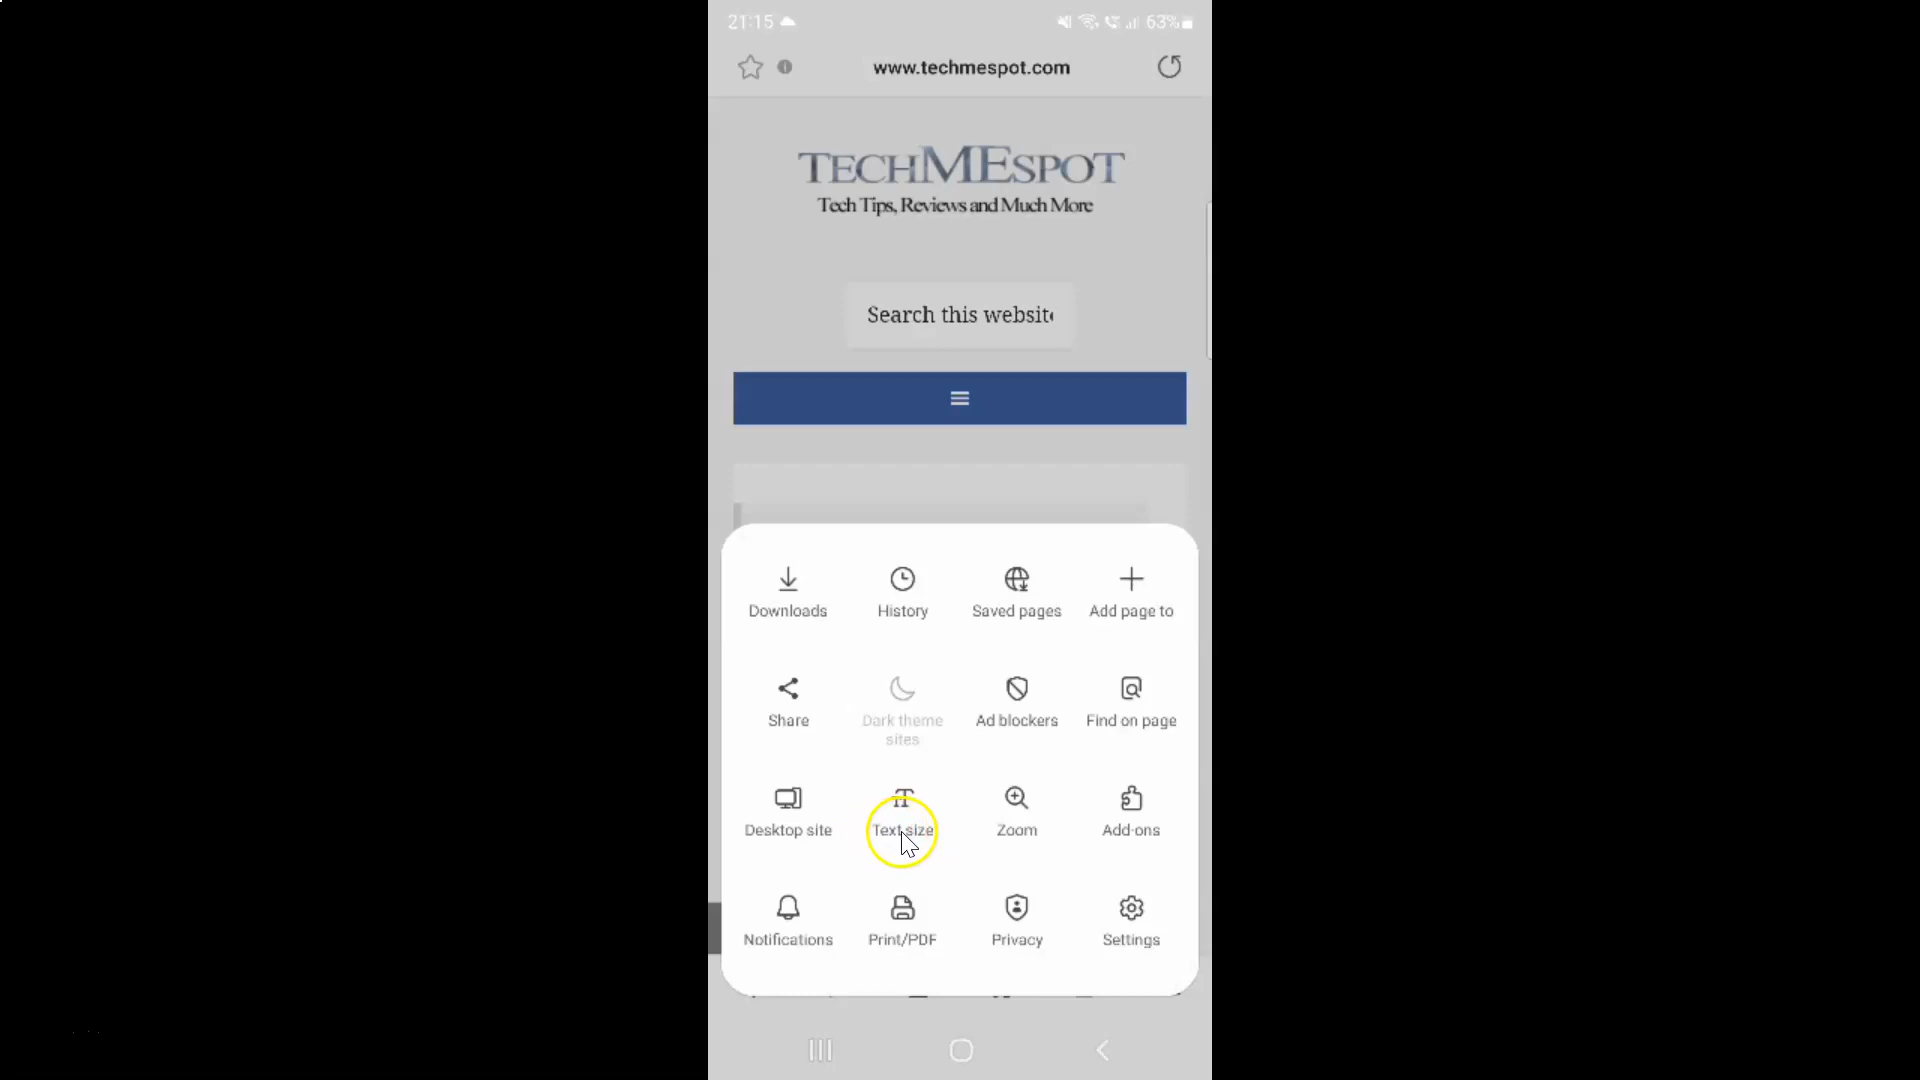 21:15 63%
www.techmespot.com
TECHMESPOT
Tech Tips, Reviews and Much More
Search this website
Downloads History Saved pages Add page to
Share Dark theme sites Ad blockers Find on page
Desktop site Text size Zoom Add-ons
Notifications Print/PDF Privacy Settings